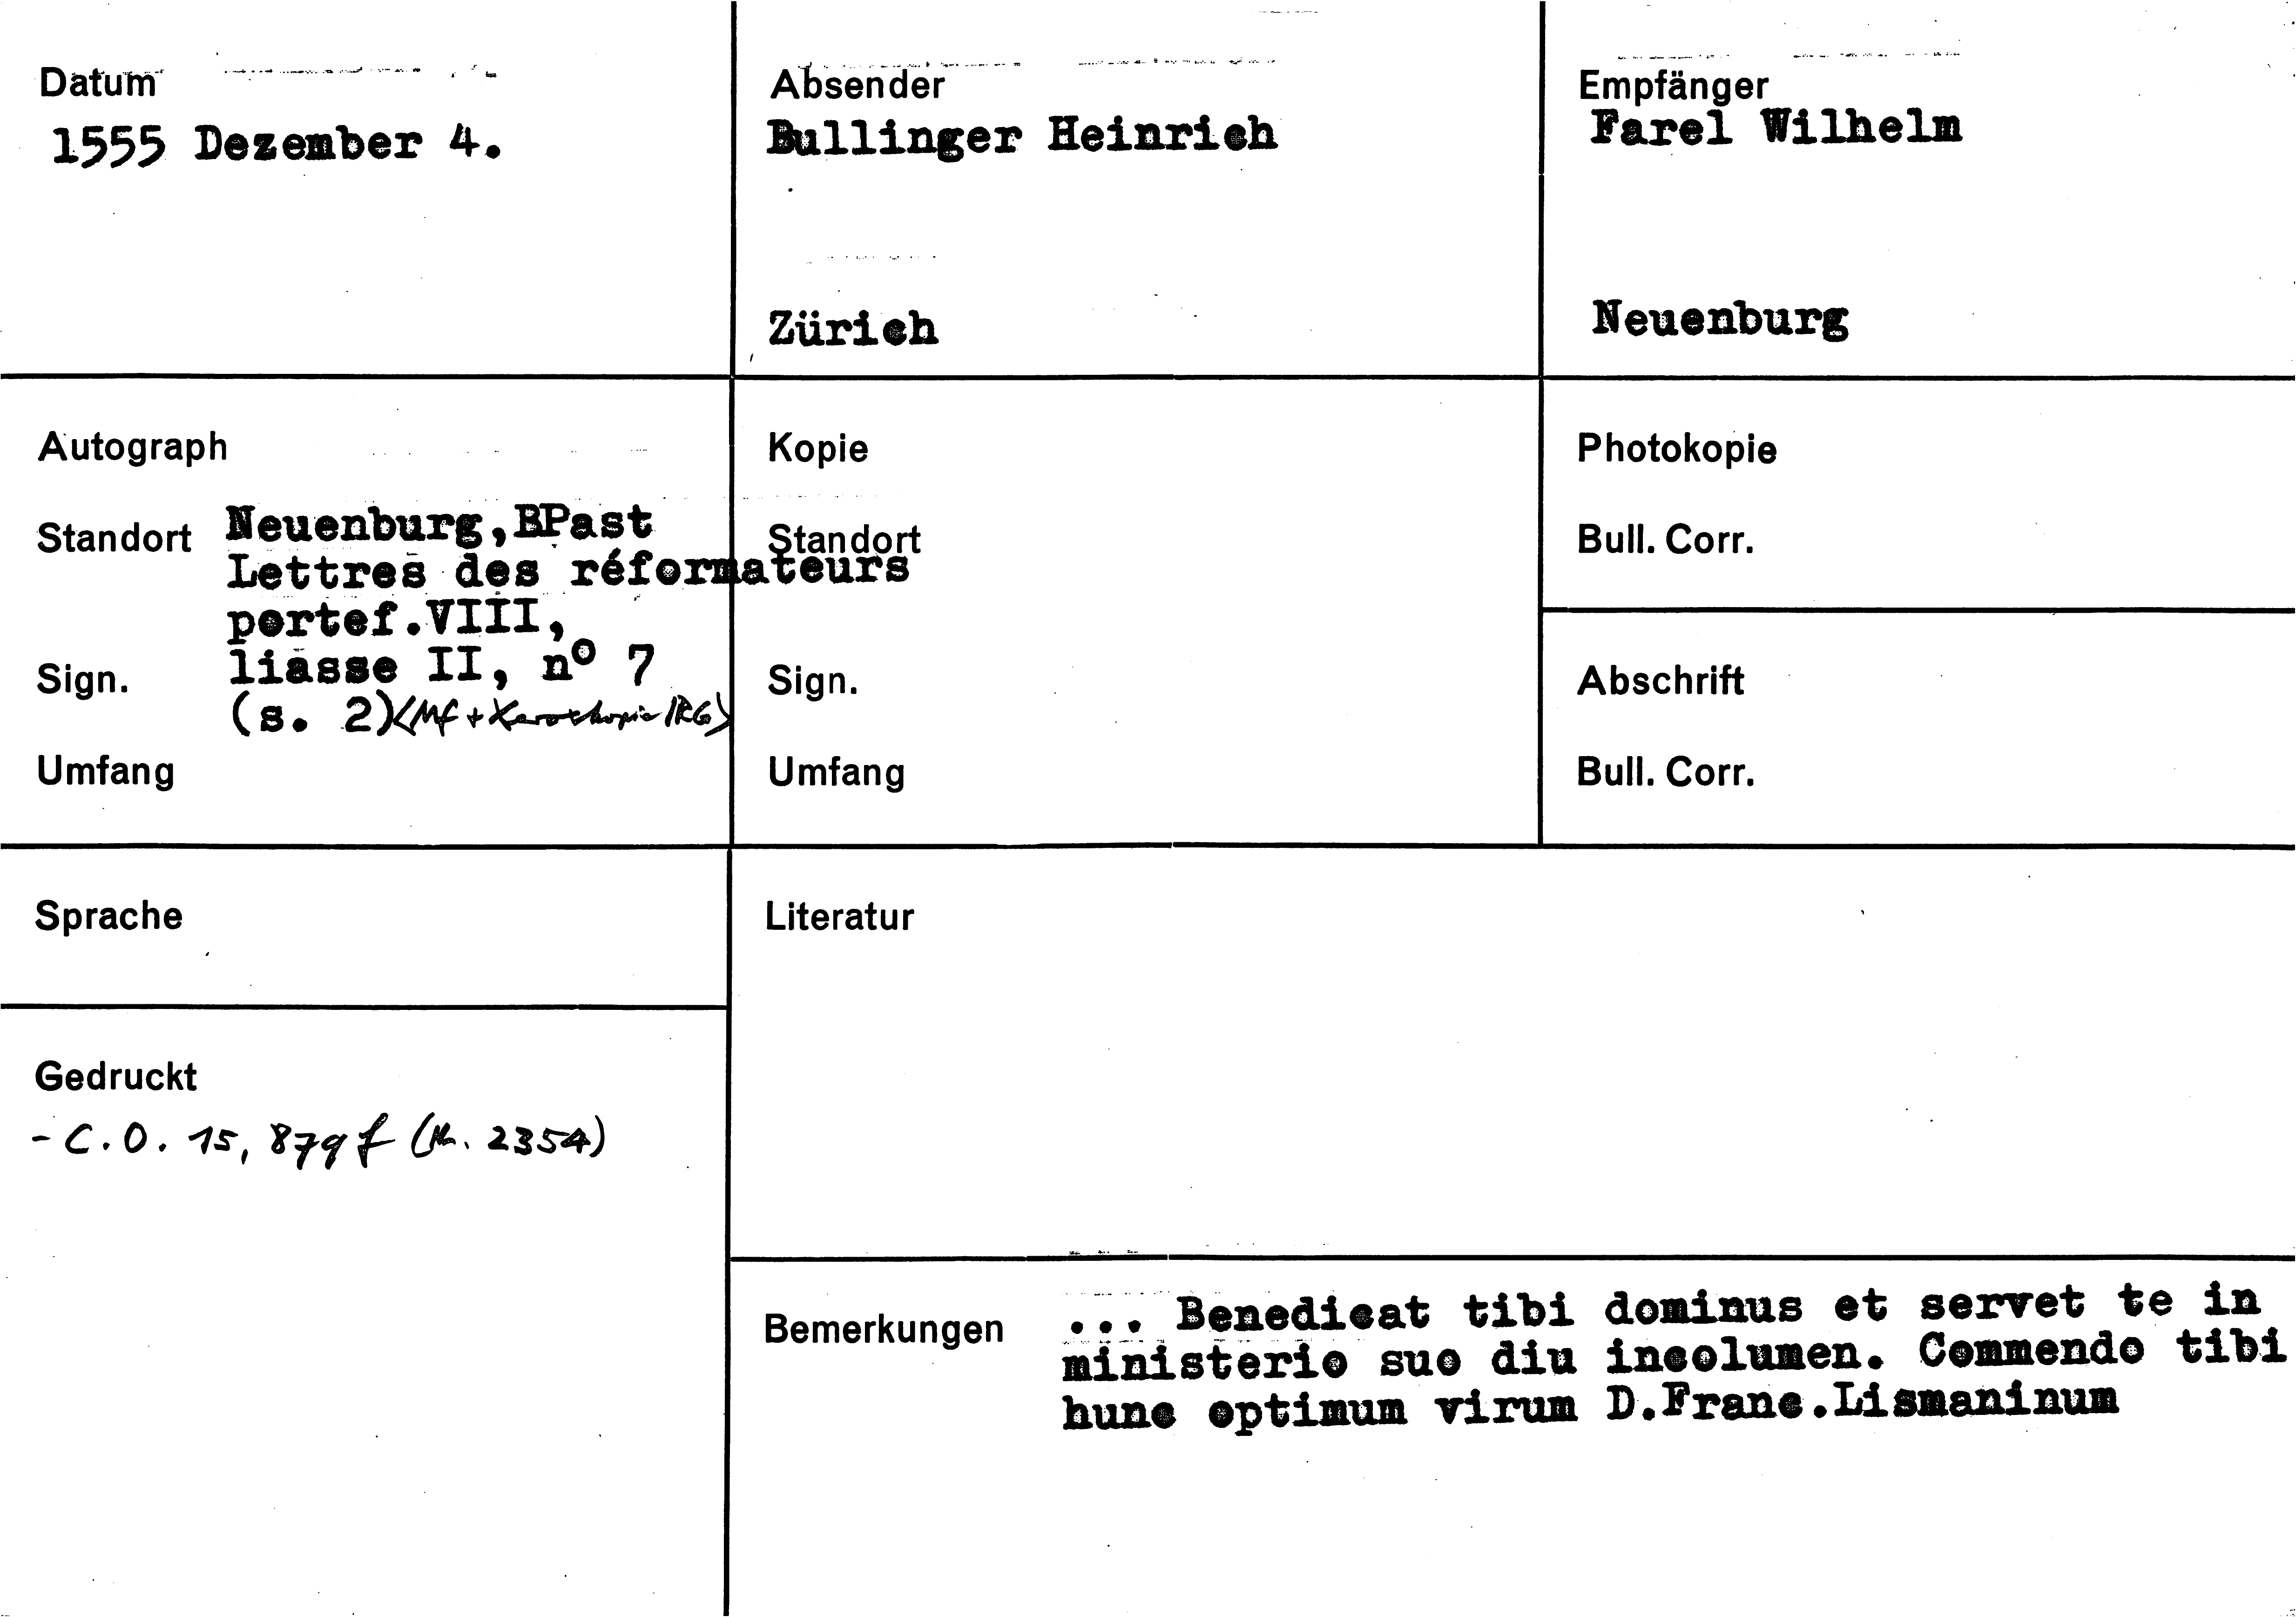 Datum
1555 Dezember 4.
Absender
Bullinger Heinrich
Zürich
Empfänger
Farel Wilhelm
Neuenburg
Autograph
Standort Neuenburg,BPast
Lettres des réformateurs
portef.VIII,
Sign. liasse II, nº 7
(s. 2)<Mf + Xerokopie IRG>
Umfang
Kopie
Standort
Sign.
Umfang
Photokopie
Bull. Corr.
Abschrift
Bull. Corr.
Sprache
Literatur
Gedruckt
- C.O. 15, 879f (Nr. 2354)
Bemerkungen ... Benedicat tibi dominus et servet te in
ministerio suo diu incolumen. Commendo tibi
hunc optimum virum D.Franc.Lismaninum